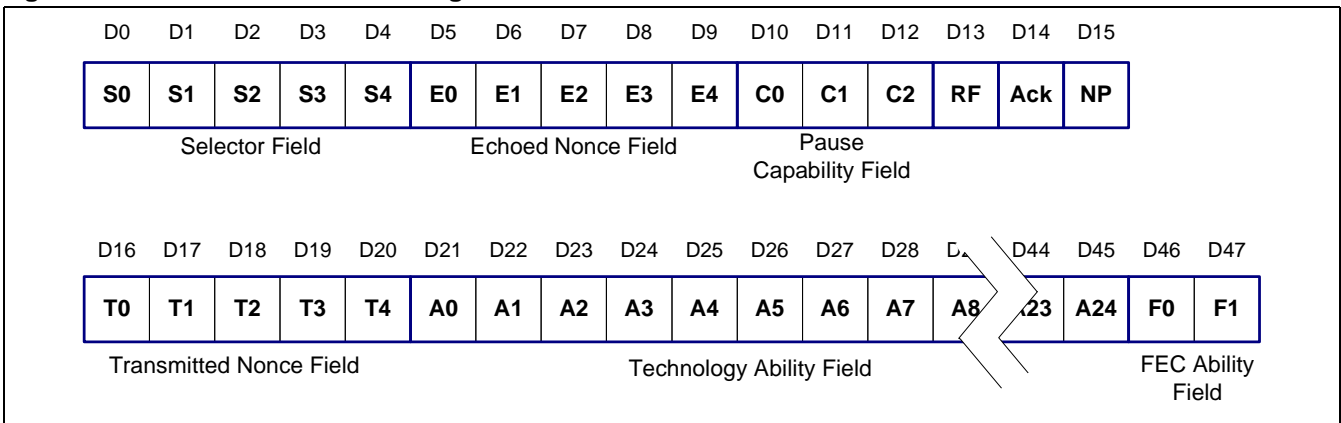 D0 D1 D2 D3 D4 D5 D6 D7 D8 D9 D10 D11 D12 D13 D14 D15
S0 S1 S2 S3 S4 E0 E1 E2 E3 E4 C0 C1 C2 RF Ack NP
Selector Field Echoed Nonce Field Pause
Capability Field
D16 D17 D18 D19 D20 D21 D22 D23 D24 D25 D26 D27 D28 D44 D45 D46 D47
T0 T1 T2 T3 T4 A0 A1 A2 A3 A4 A5 A6 A7 A8 A23 A24 F0 F1
Transmitted Nonce Field Technology Ability Field FEC Ability
Field